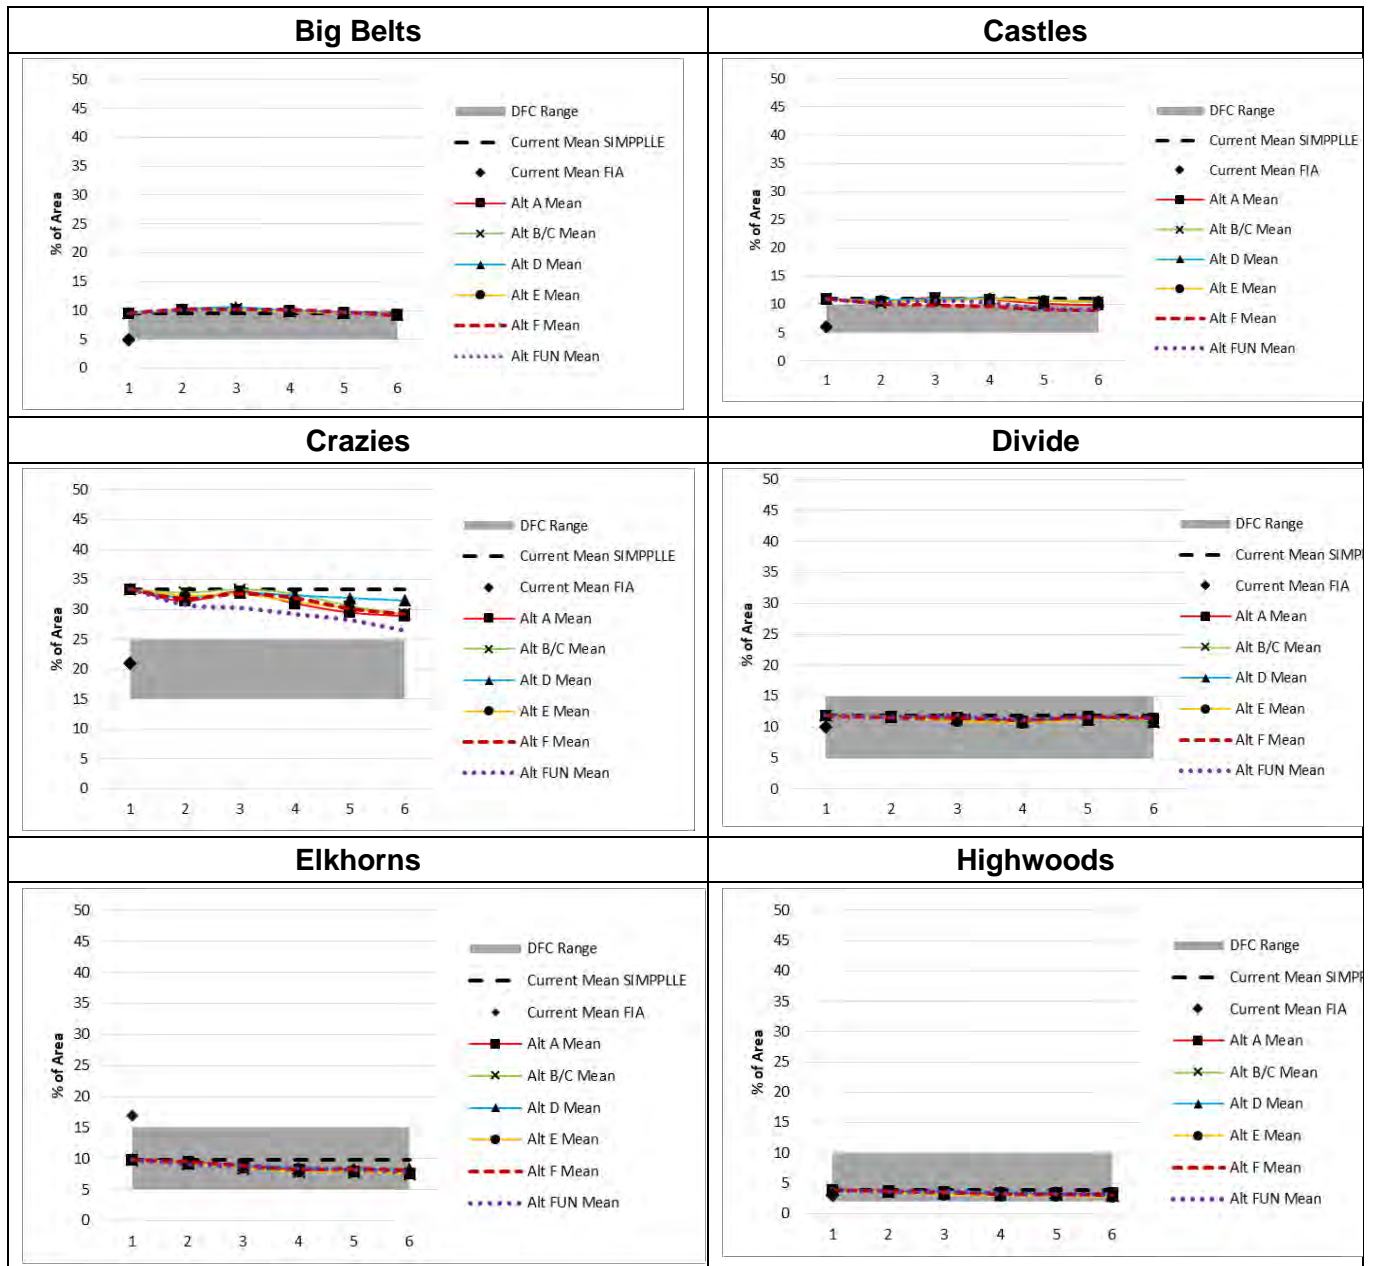 Big Belts
50
45
40
35
30
25
20
15
10
5
0
% of Area
1 2 3 4 5 6
DFC Range
Current Mean SIMPPLLE
Current Mean FIA
Alt A Mean
Alt B/C Mean
Alt D Mean
Alt E Mean
Alt F Mean
Alt FUN Mean
Castles
50
45
40
35
30
25
20
15
10
5
0
% of Area
1 2 3 4 5 6
DFC Range
Current Mean SIMPPLLE
Current Mean FIA
Alt A Mean
Alt B/C Mean
Alt D Mean
Alt E Mean
Alt F Mean
Alt FUN Mean
Crazies
50
45
40
35
30
25
20
15
10
5
0
% of Area
1 2 3 4 5 6
DFC Range
Current Mean SIMPPLLE
Current Mean FIA
Alt A Mean
Alt B/C Mean
Alt D Mean
Alt E Mean
Alt F Mean
Alt FUN Mean
Divide
50
45
40
35
30
25
20
15
10
5
0
% of Area
1 2 3 4 5 6
DFC Range
Current Mean SIMP
Current Mean FIA
Alt A Mean
Alt B/C Mean
Alt D Mean
Alt E Mean
Alt F Mean
Alt FUN Mean
Elkhorns
50
45
40
35
30
25
20
15
10
5
0
% of Area
1 2 3 4 5 6
DFC Range
Current Mean SIMPPLLE
Current Mean FIA
Alt A Mean
Alt B/C Mean
Alt D Mean
Alt E Mean
Alt F Mean
Alt FUN Mean
Highwoods
50
45
40
35
30
25
20
15
10
5
0
% of Area
1 2 3 4 5 6
DFC Range
Current Mean SIMP
Current Mean FIA
Alt A Mean
Alt B/C Mean
Alt D Mean
Alt E Mean
Alt F Mean
Alt FUN Mean